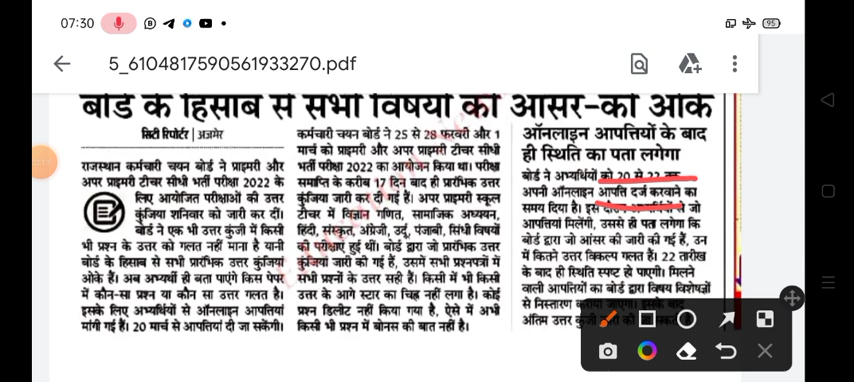 07:30
95
5_6104817590561933270.pdf
बोर्ड के हिसाब से सभी विषयों की आंसर-की ओके
सिटी रिपोर्टर | अजमेर
राजस्थान कर्मचारी चयन बोर्ड ने प्राइमरी और
अपर प्राइमरी टीचर सीधी भर्ती परीक्षा 2022 के
लिए आयोजित परीक्षाओं की उत्तर
कुंजिया शनिवार को जारी कर दीं।
बोर्ड ने एक भी उत्तर कुंजी में किसी
भी प्रश्न के उत्तर को गलत नहीं माना है यानी
बोर्ड के हिसाब से सभी प्रारंभिक उत्तर कुंजियां
ओके हैं। अब अभ्यर्थी ही बता पाएंगे किस पेपर
में कौन-सा प्रश्न या कौन सा उत्तर गलत है।
इसके लिए अभ्यर्थियों से ऑनलाइन आपत्तियां
मांगी गई हैं। 20 मार्च से आपत्तियां दी जा सकेंगी।
कर्मचारी चयन बोर्ड ने 25 से 28 फरवरी और 1
मार्च को प्राइमरी और अपर प्राइमरी टीचर सीधी
भर्ती परीक्षा 2022 का आयोजन किया था। परीक्षा
समाप्ति के करीब 17 दिन बाद ही प्रारंभिक उत्तर
कुंजियां जारी कर दी गई हैं। अपर प्राइमरी स्कूल
टीचर में विज्ञान गणित, सामाजिक अध्ययन,
हिंदी, संस्कृत, अंग्रेजी, उर्दू, पंजाबी, सिंधी विषयों
की परीक्षाएं हुई थीं। बोर्ड द्वारा जो प्रारंभिक उत्तर
कुंजियां जारी की गई हैं, उसमें सभी प्रश्नपत्रों में
सभी प्रश्नों के उत्तर सही हैं। किसी में भी किसी
उत्तर के आगे स्टार का चिह्न नहीं लगा है। कोई
प्रश्न डिलीट नहीं किया गया है, ऐसे में अभी
किसी भी प्रश्न में बोनस की बात नहीं है।
ऑनलाइन आपत्तियों के बाद
ही स्थिति का पता लगेगा
बोर्ड ने अभ्यर्थियों को 20 से 22 तक
अपनी ऑनलाइन आपत्ति दर्ज करवाने का
समय दिया है। इस दौरान अभ्यर्थियों से जो
आपत्तियां मिलेंगी, उससे ही पता लगेगा कि
बोर्ड द्वारा जो आंसर की जारी की गई हैं, उन
में कितने उत्तर विकल्प गलत हैं। 22 तारीख
के बाद ही स्थिति स्पष्ट हो पाएगी। मिलने
वाली आपत्तियों का बोर्ड द्वारा विषय विशेषज्ञों
से निस्तारण कराया जाएगा। इसके बाद
अंतिम उत्तर कुंजी